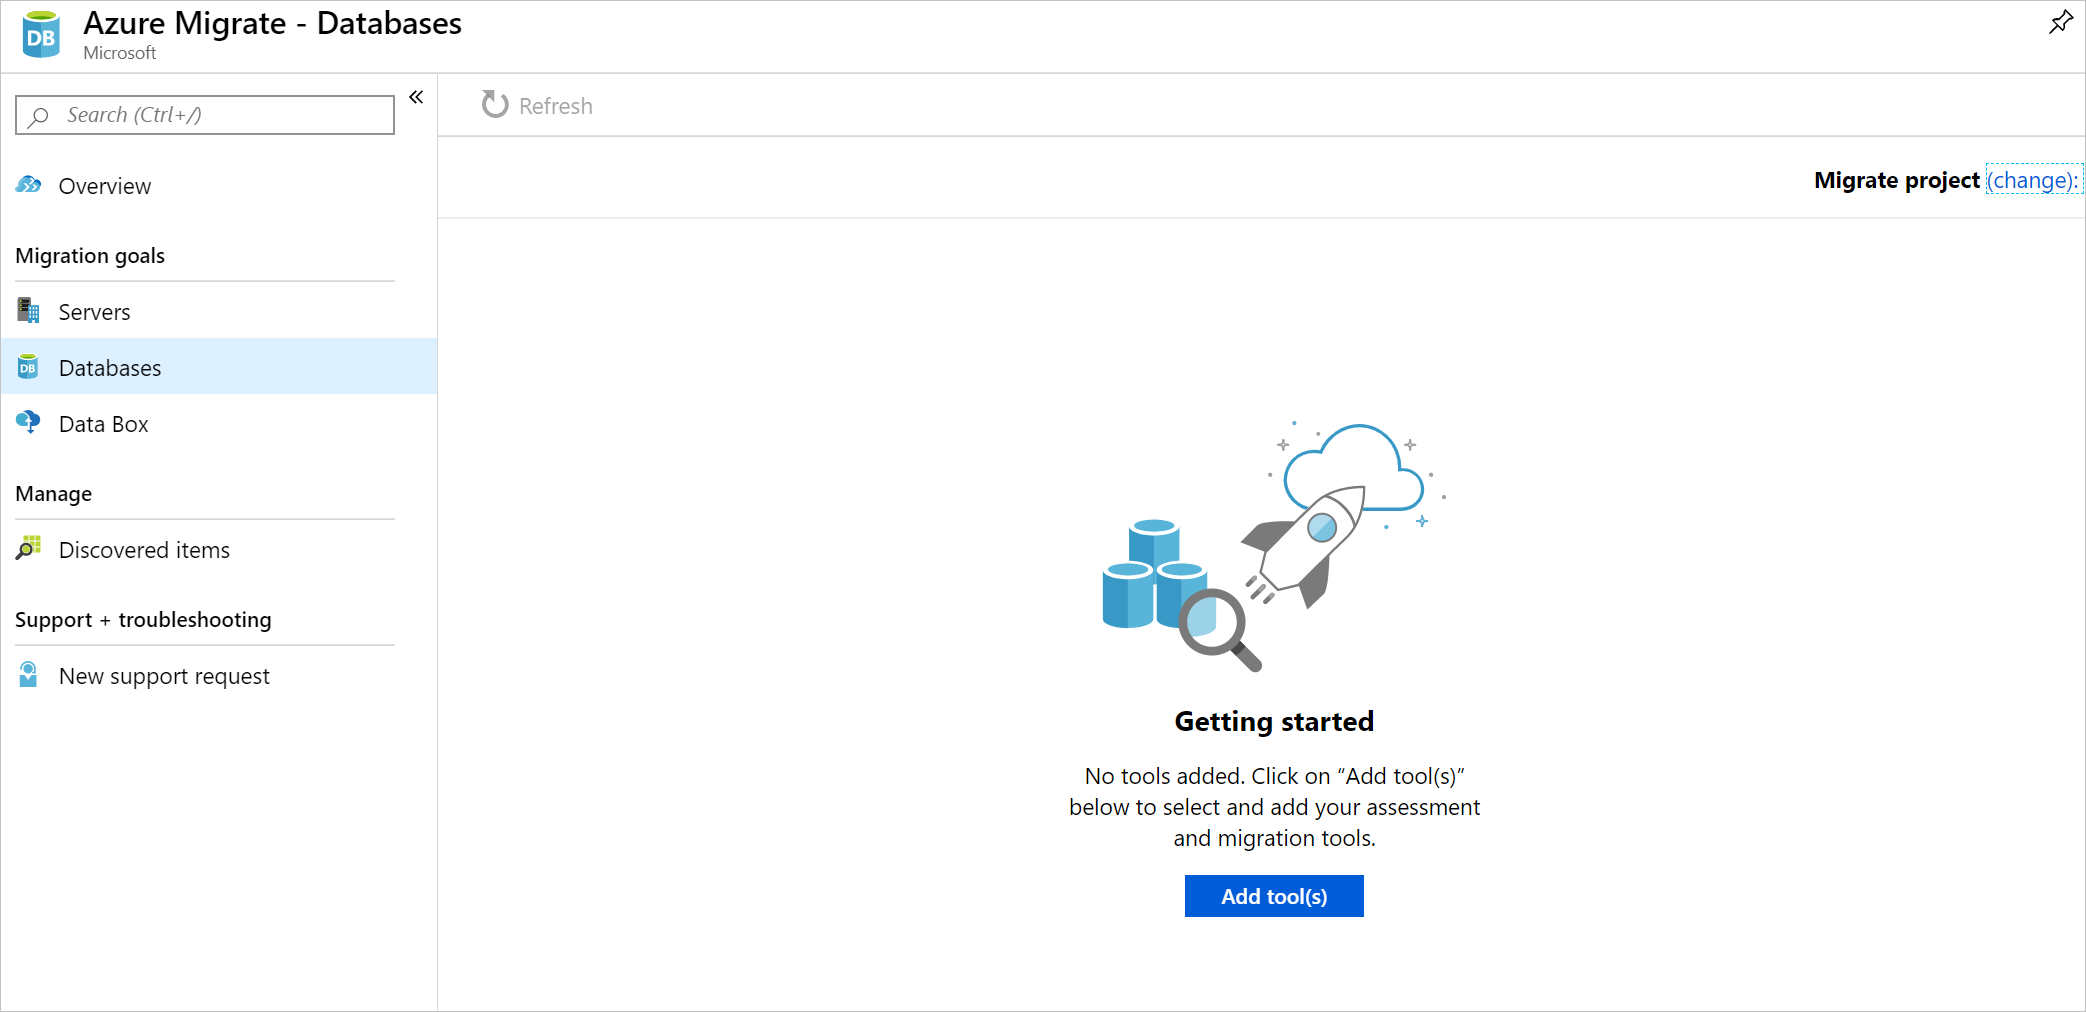 DB
Azure Migrate - Databases
Microsoft
Search (Ctrl+/)
«
Refresh
Migrate project (change):
Overview
Migration goals
Servers
DB
Databases
Data Box
Manage
Discovered items
Support + troubleshooting
New support request
Getting started
No tools added. Click on “Add tool(s)”
below to select and add your assessment
and migration tools.
Add tool(s)